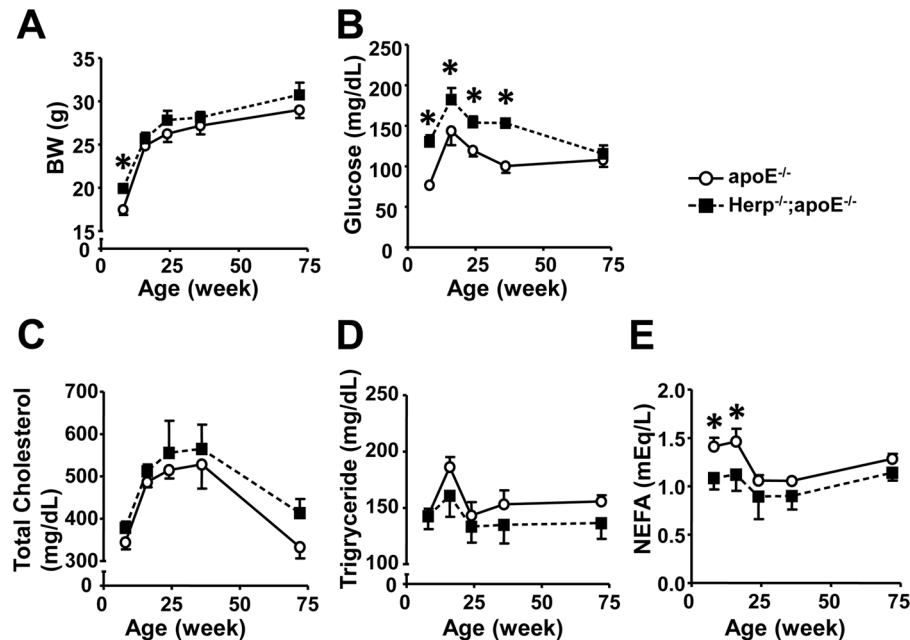 A
BW (g)
35
30
25
20
15
0
*
0 25 50 75
Age (week)
B
Glucose (mg/dL)
250
200
150
100
50
0
* * * *
0 25 50 75
Age (week)
apoE-/-
Herp-/-;apoE-/-
C
Total Cholesterol
(mg/dL)
700
600
500
400
300
0
0 25 50 75
Age (week)
D
Trigryceride (mg/dL)
250
200
150
100
0
0 25 50 75
Age (week)
E
NEFA (mEq/L)
2.0
1.5
1.0
0.5
0.0
* *
0 25 50 75
Age (week)